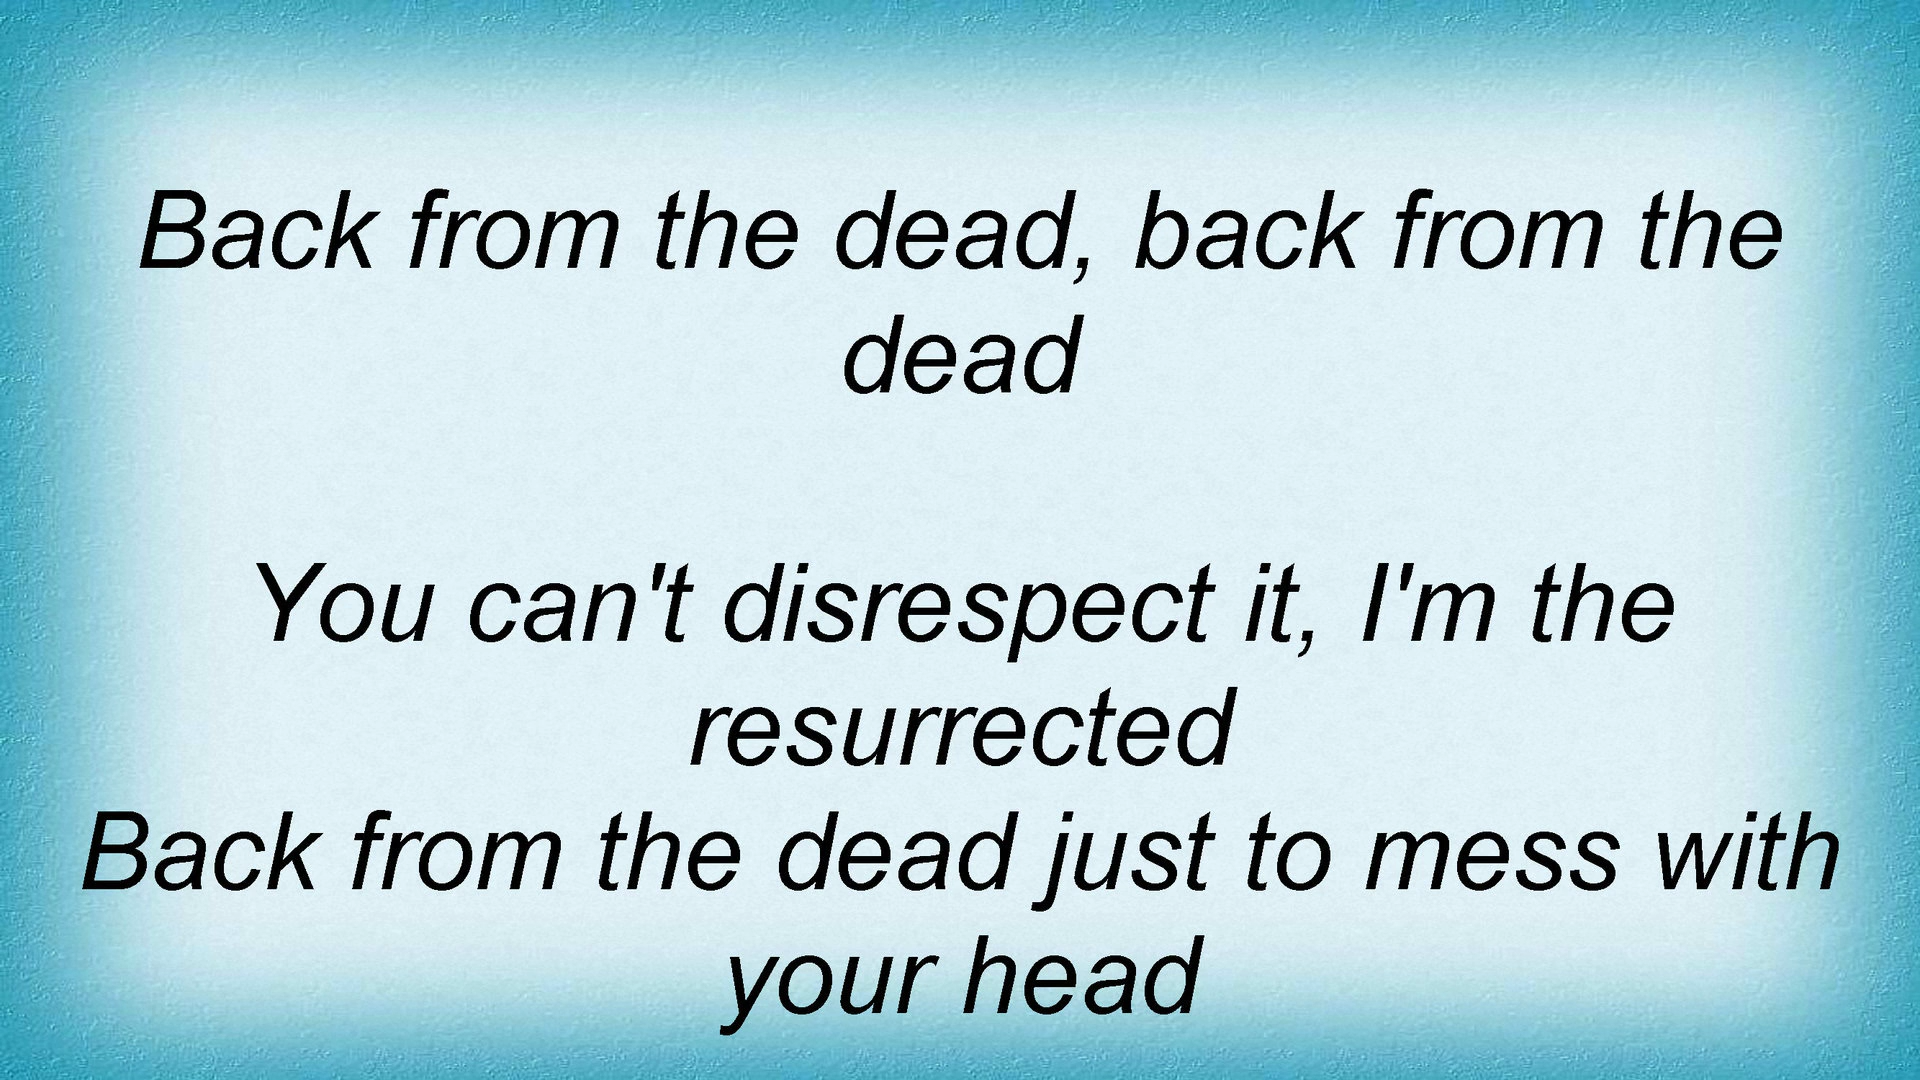 Back from the dead, back from the
dead
You can't disrespect it, I'm the
resurrected
Back from the dead just to mess with
your head